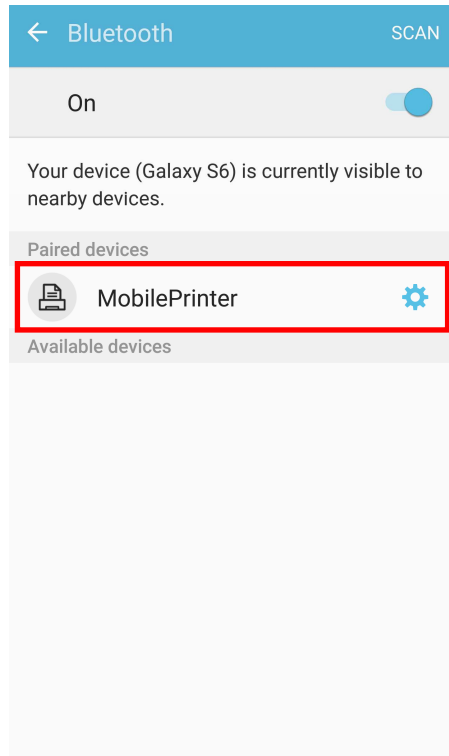 Bluetooth SCAN
On
Your device (Galaxy S6) is currently visible to
nearby devices.
Paired devices
MobilePrinter
Available devices